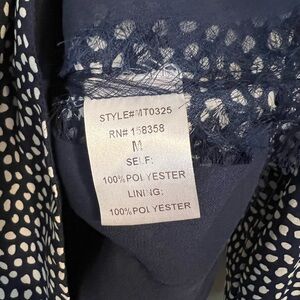 STYLE#MT0325
RN# 158358
M
SELF:
100%POLYESTER
LINING:
100%POLYESTER